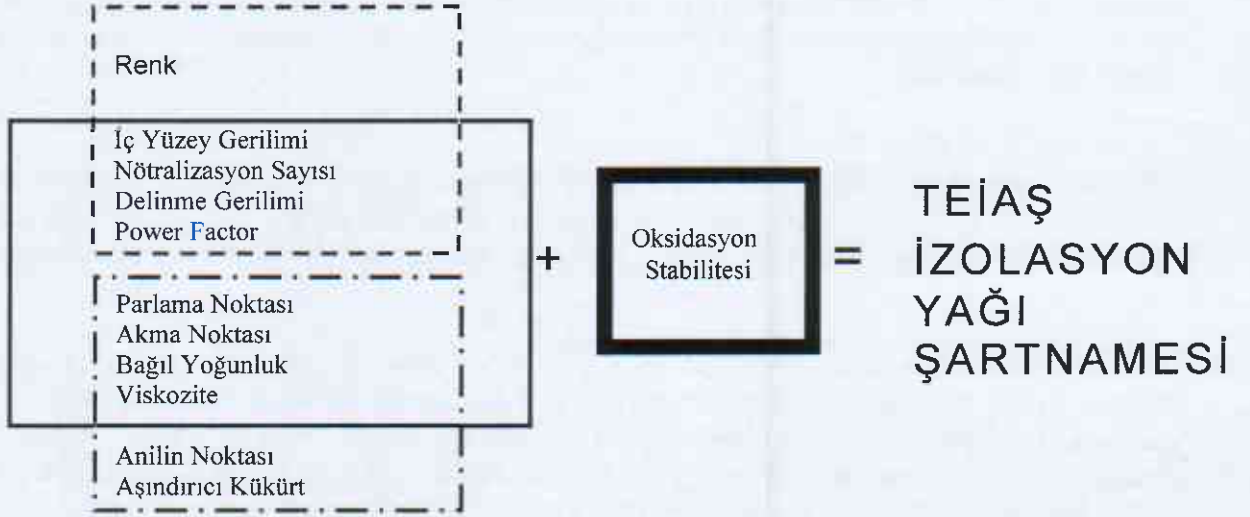 Renk
İç Yüzey Gerilimi
Nötralizasyon Sayısı
Delinme Gerilimi
Power Factor
Parlama Noktası
Akma Noktası
Bağıl Yoğunluk
Viskozite
Anilin Noktası
Aşındırıcı Kükürt
+
Oksidasyon
Stabilitesi
=
TEİAŞ
İZOLASYON
YAĞI
ŞARTNAMESİ